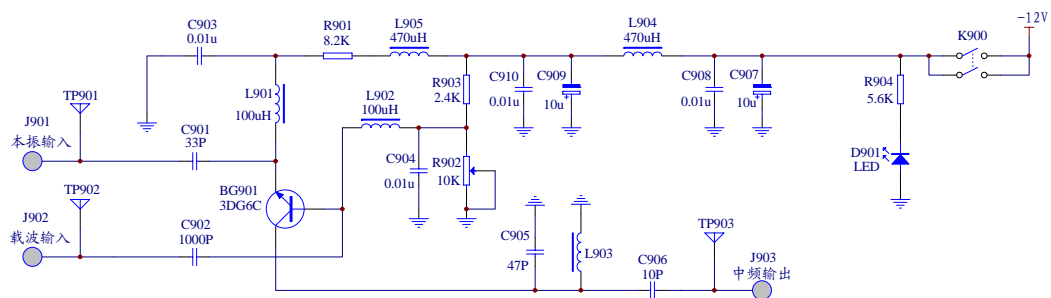 -12V
C903
0.01u
R901
8.2K
L905
470uH
L904
470uH
K900
TP901
J901
本振输入
C901
33P
L901
100uH
L902
100uH
R903
2.4K
C910
0.01u
C909
10u
C908
0.01u
C907
10u
R904
5.6K
C904
0.01u
R902
10K
D901
LED
TP902
J902
载波输入
BG901
3DG6C
C902
1000P
C905
47P
L903
C906
10P
TP903
J903
中频输出